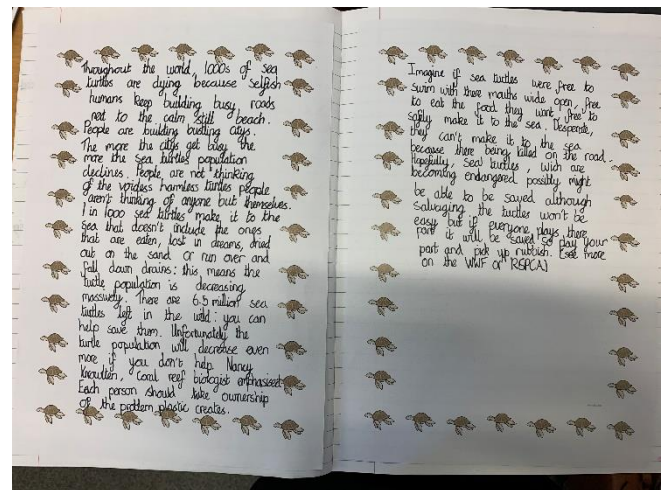 Throughout the world, 1000s of sea
turtles are dying because selfish
humans keep building busy roads
not to the calm still beach.
People are building bustling citys.
The more the citys get busy the
more the sea turtles population
declines. People are not thinking
of the voicless harmless turtles people
aren't thinking of anyone but themselves.
1 in 1000 sea turtles make it to the
sea that doesn't include the ones
that are eaten, lost in dreams, dried
out on the sand or run over and
fall down drains: this means the
turtle population is decreasing
massively. There are 6.5 million sea
turtles left in the wild: you can
help save them. Unfortunately the
turtle population will decrease even
more if you don't help. Nancy
Knowlten, Coral reef biologist emphasised
Each person should take ownership
of the problem plastic creates.
Imagine if sea turtles were free to
swim with there mouths wide open, free
to eat the food they want, free to
safly make it to the sea. Desperate,
they can't make it to the sea
because there being killed on the road.
Hopefully, sea turtles, wich are
becoming endangered possibly might
be able to be saved although
salvaging the turtles won't be
easy but if everyone plays there
part it will be saved so play your
part and pick up rubbish. (see more
on the WWF or RSPCA)